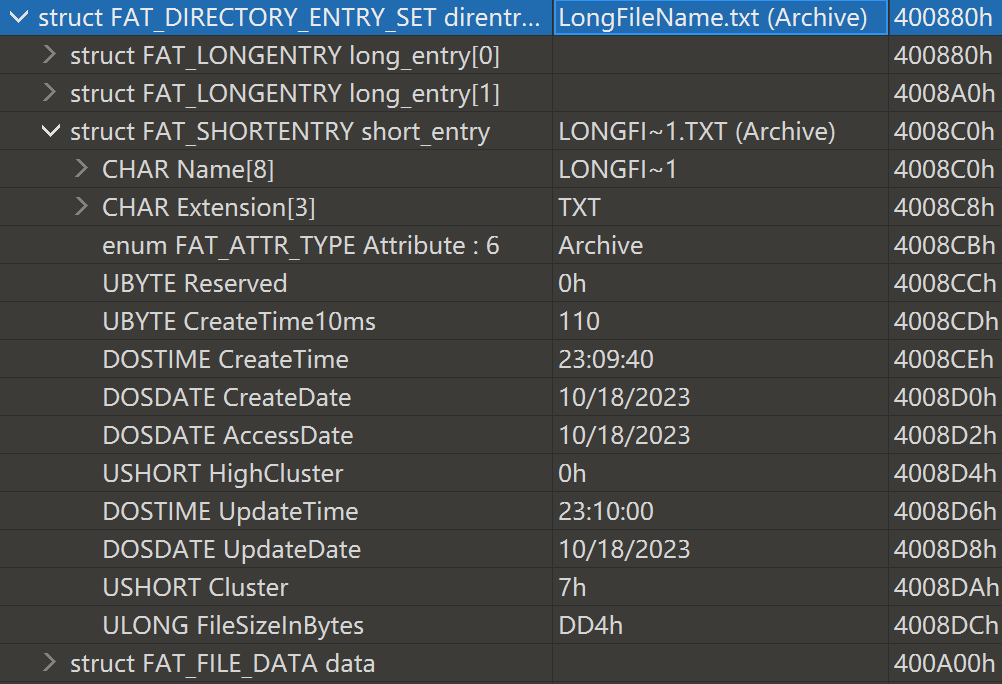 struct FAT_DIRECTORY_ENTRY_SET direntr... LongFileName.txt (Archive) 400880h
struct FAT_LONGENTRY long_entry[0] 400880h
struct FAT_LONGENTRY long_entry[1] 4008A0h
struct FAT_SHORTENTRY short_entry LONGFI~1.TXT (Archive) 4008C0h
CHAR Name[8] LONGFI~1 4008C0h
CHAR Extension[3] TXT 4008C8h
enum FAT_ATTR_TYPE Attribute : 6 Archive 4008CBh
UBYTE Reserved 0h 4008CCh
UBYTE CreateTime10ms 110 4008CDh
DOSTIME CreateTime 23:09:40 4008CEh
DOSDATE CreateDate 10/18/2023 4008D0h
DOSDATE AccessDate 10/18/2023 4008D2h
USHORT HighCluster 0h 4008D4h
DOSTIME UpdateTime 23:10:00 4008D6h
DOSDATE UpdateDate 10/18/2023 4008D8h
USHORT Cluster 7h 4008DAh
ULONG FileSizeInBytes DD4h 4008DCh
struct FAT_FILE_DATA data 400A00h